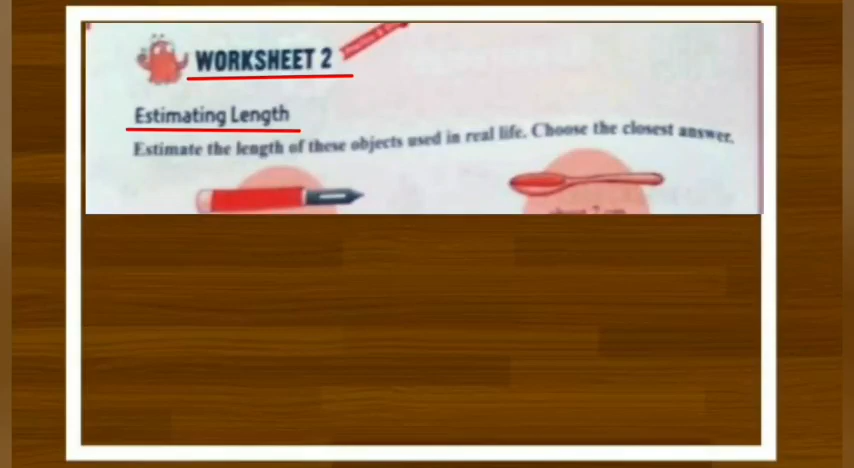 WORKSHEET 2
Estimating Length
Estimate the length of these objects used in real life. Choose the closest answer.